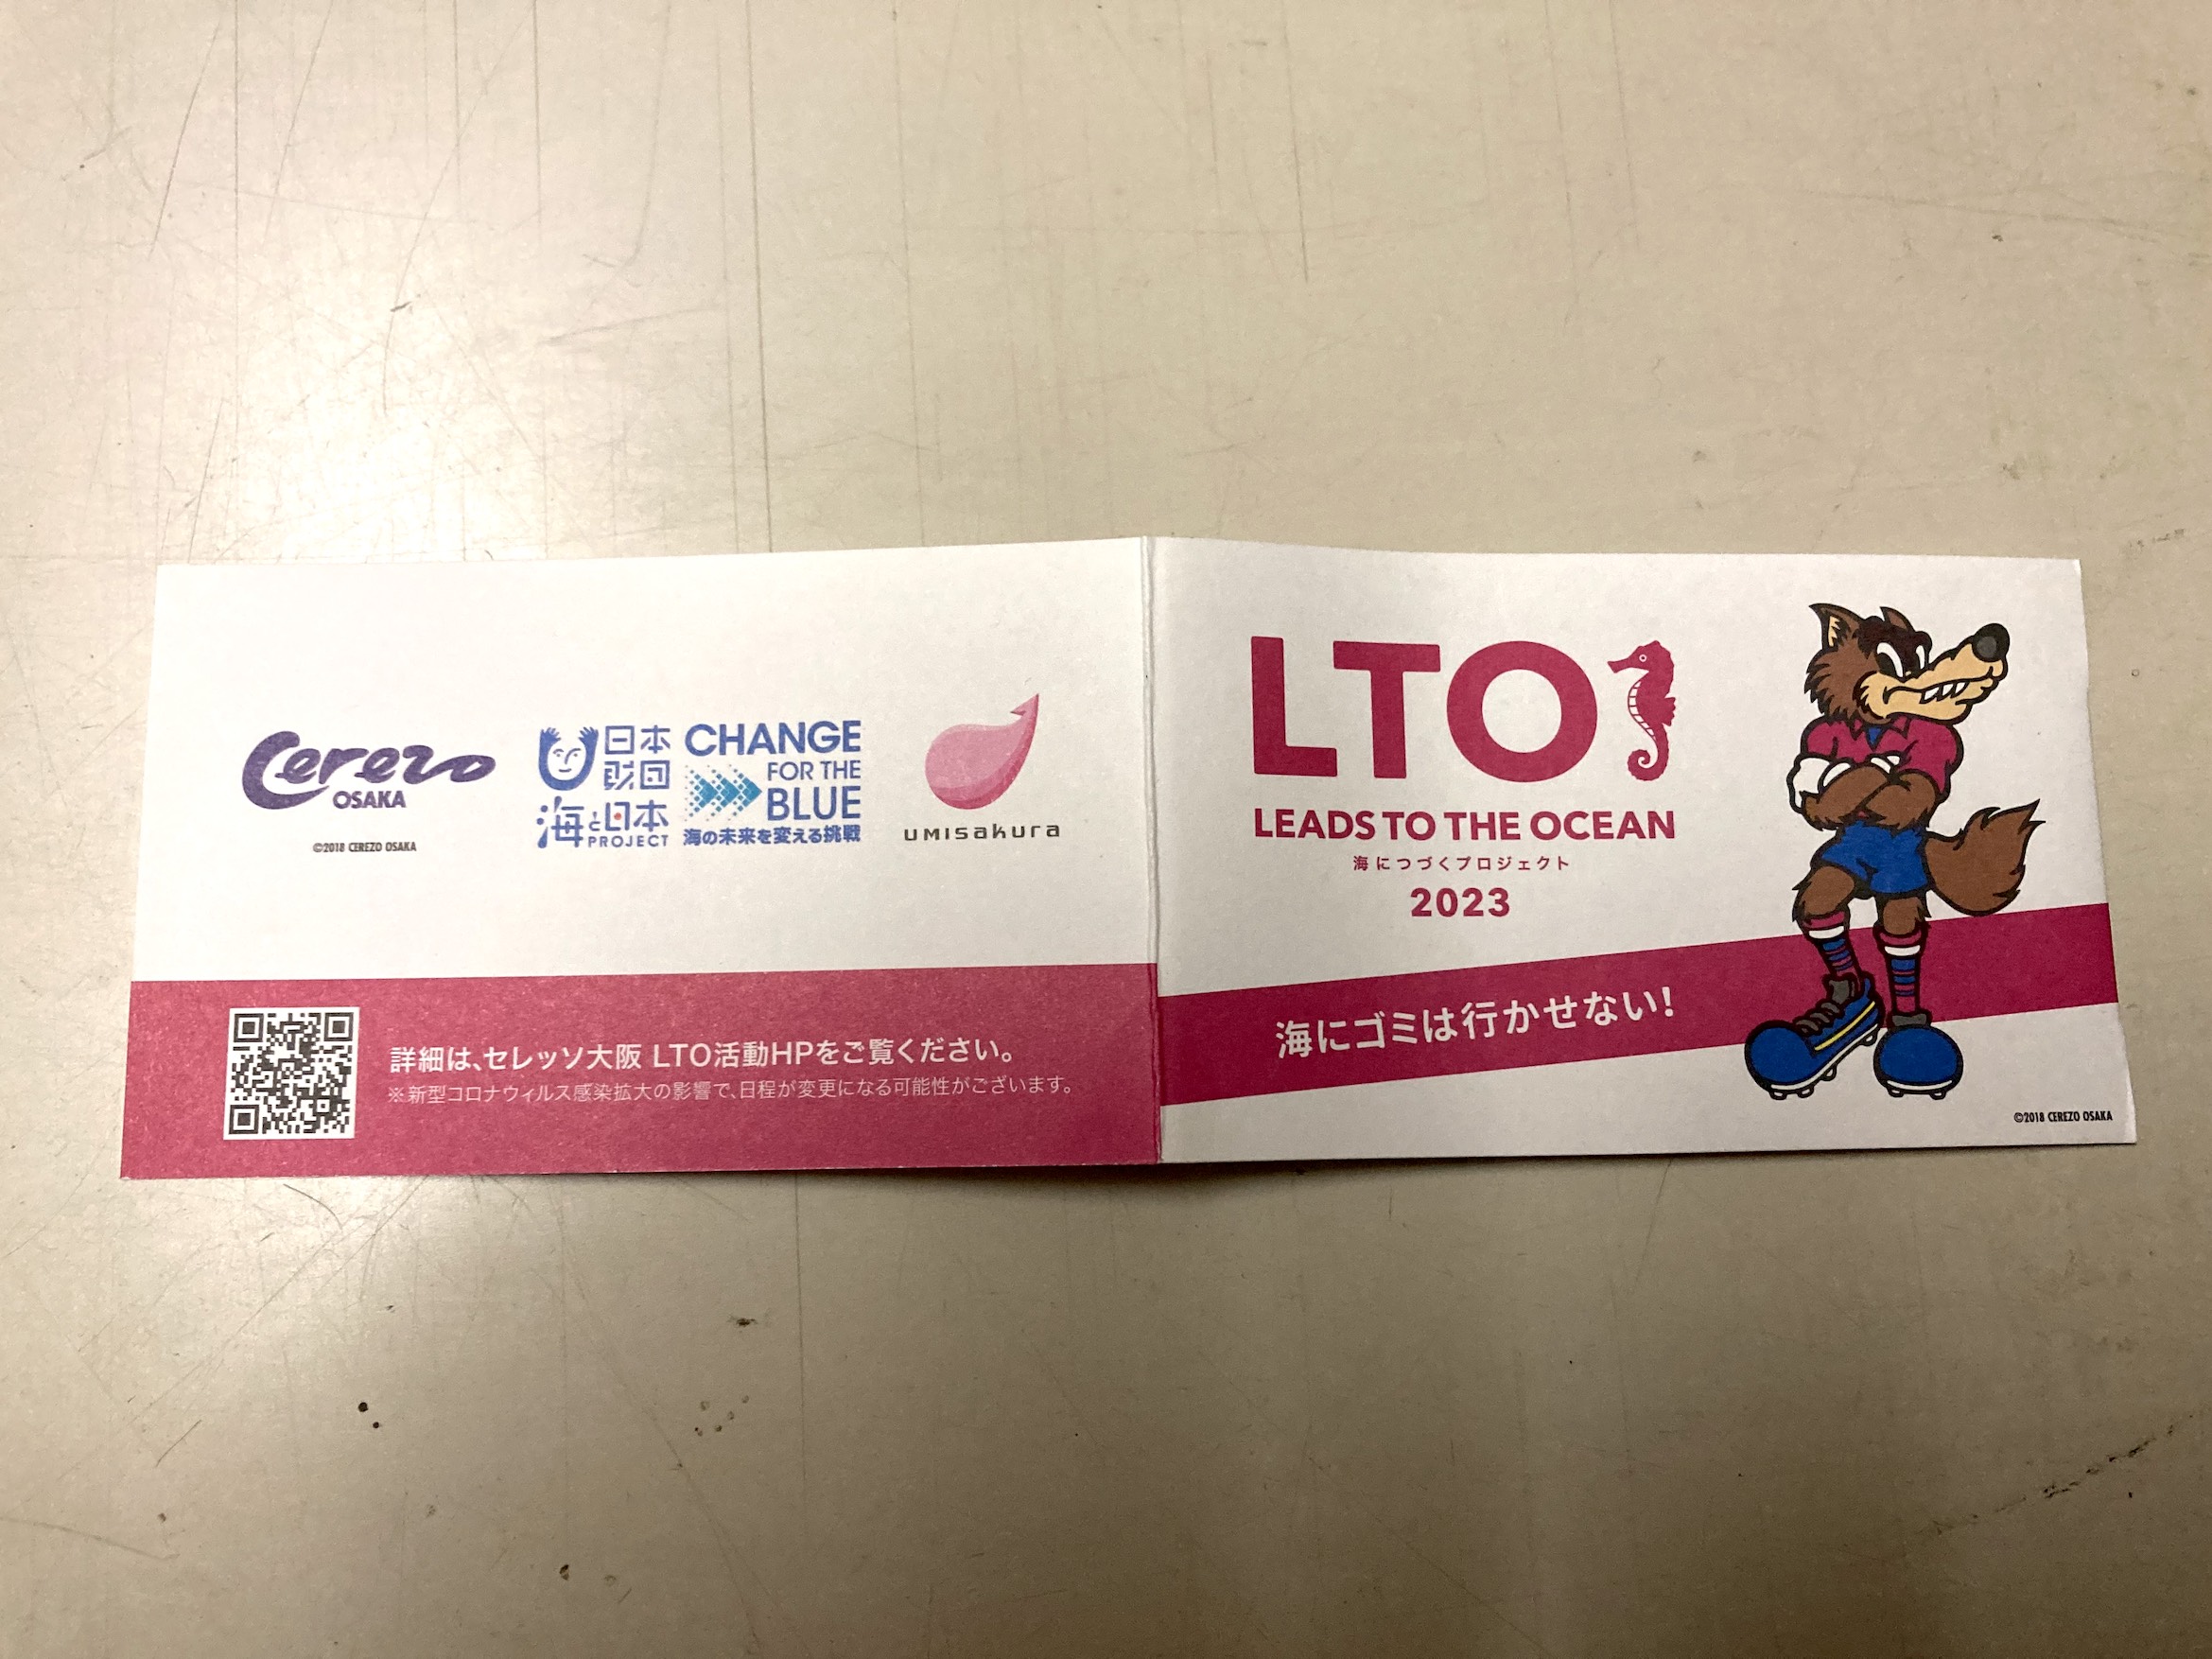 Cerezo
OSAKA
©2018 CEREZO OSAKA
日本
財団
海と日本
PROJECT
CHANGE
FOR THE
BLUE
海の未来を変える挑戦
umisakura
詳細は、セレッソ大阪 LTO活動HPをご覧ください。
※新型コロナウィルス感染拡大の影響で、日程が変更になる可能性がございます。
LTO
LEADS TO THE OCEAN
海につづくプロジェクト
2023
海にゴミは行かせない!
©2018 CEREZO OSAKA